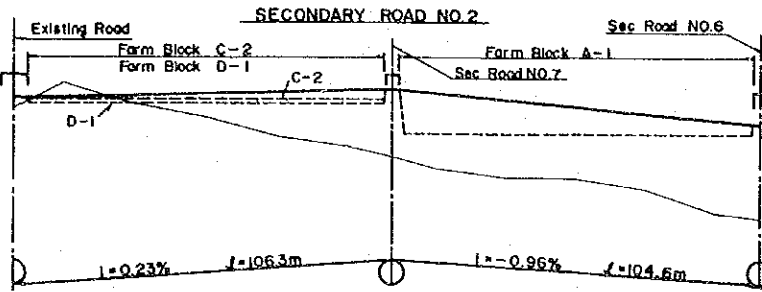 SECONDARY ROAD NO.2
Existing Road
Sec Road NO.6
Farm Block C-2
Farm Block A-1
Farm Block D-1
C-2
Sec Road NO.7
D-1
i=0.23% l=106.3m
i=-0.96% l=104.6m